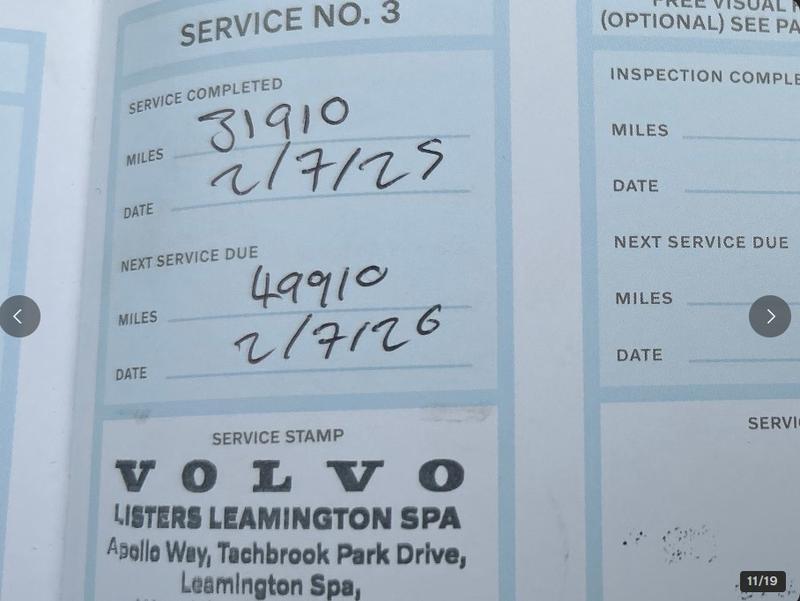 SERVICE NO. 3
SERVICE COMPLETED
MILES 31910
DATE 2/7/25
NEXT SERVICE DUE
MILES 49910
DATE 2/7/26
SERVICE STAMP
VOLVO
LISTERS LEAMINGTON SPA
Apollo Way, Tachbrook Park Drive,
Leamington Spa,
FREE VISUAL
(OPTIONAL) SEE
INSPECTION
MILES
DATE
NEXT SERVICE DUE
MILES
DATE
11/19